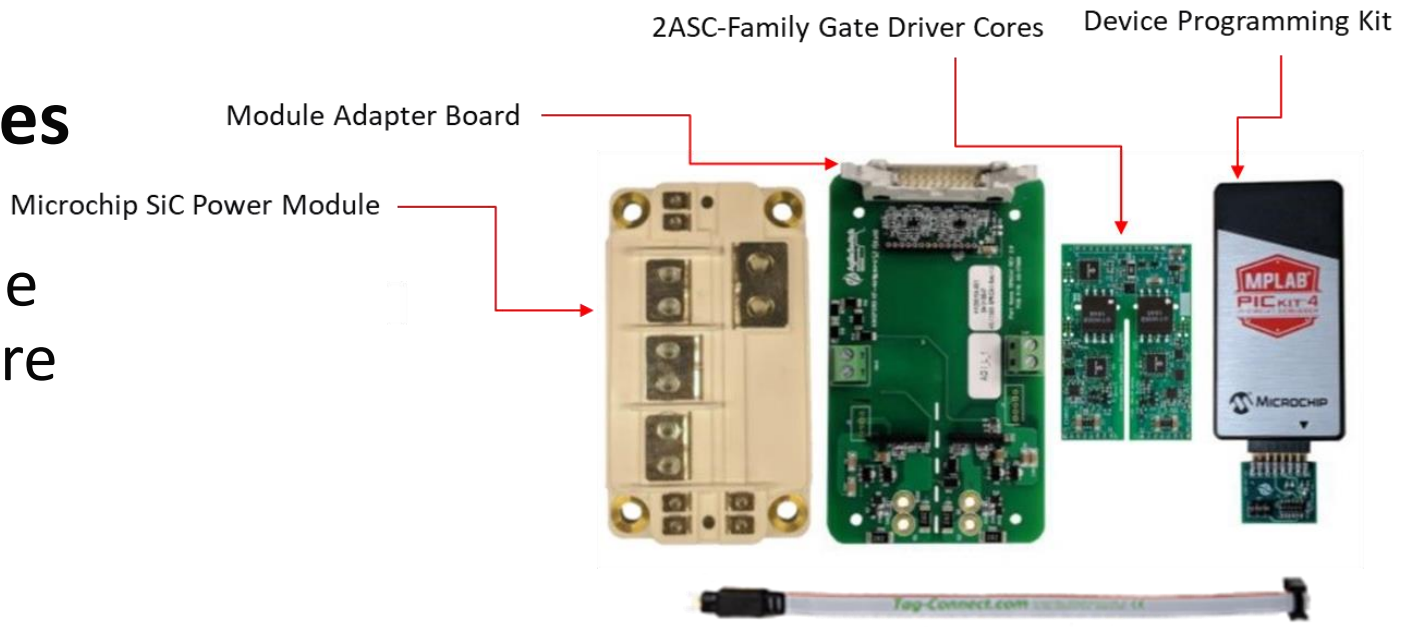 2ASC-Family Gate Driver Cores
Device Programming Kit
es
Module Adapter Board
Microchip SiC Power Module
e
re
MPLAB
PICKIT 4
MICROCHIP
Tag-Connect.com